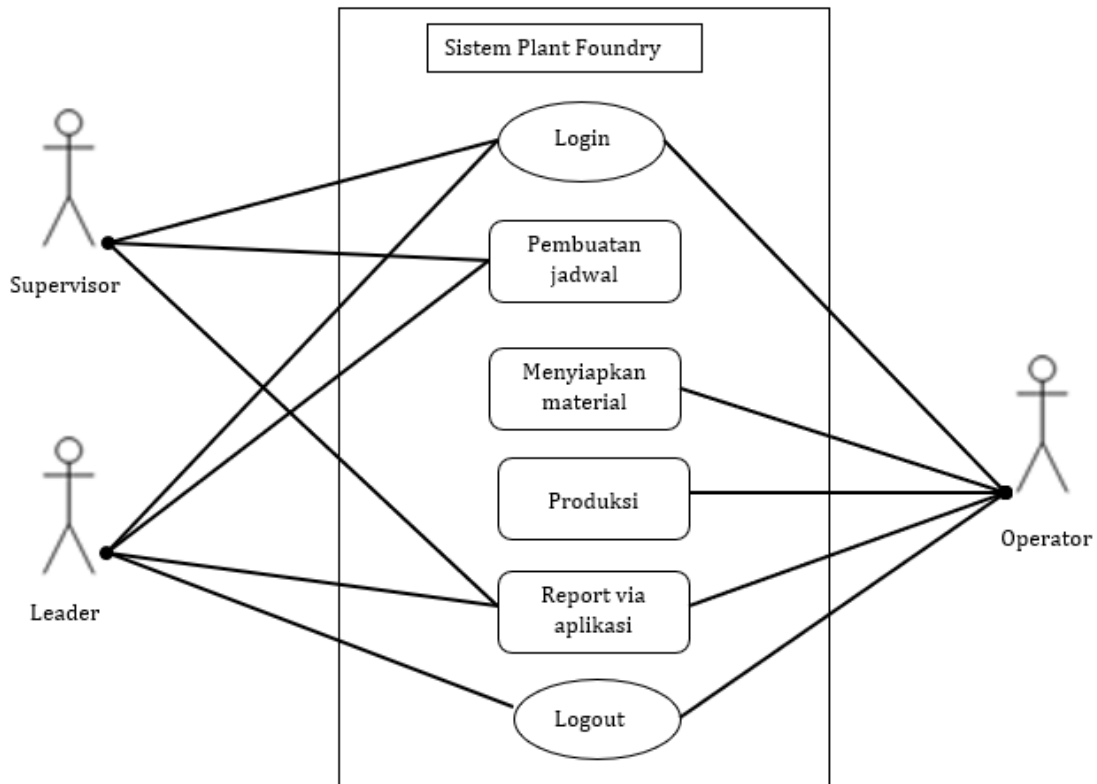 Sistem Plant Foundry
Login
Pembuatan
jadwal
Supervisor
Menyiapkan
material
Produksi
Operator
Report via
aplikasi
Leader
Logout